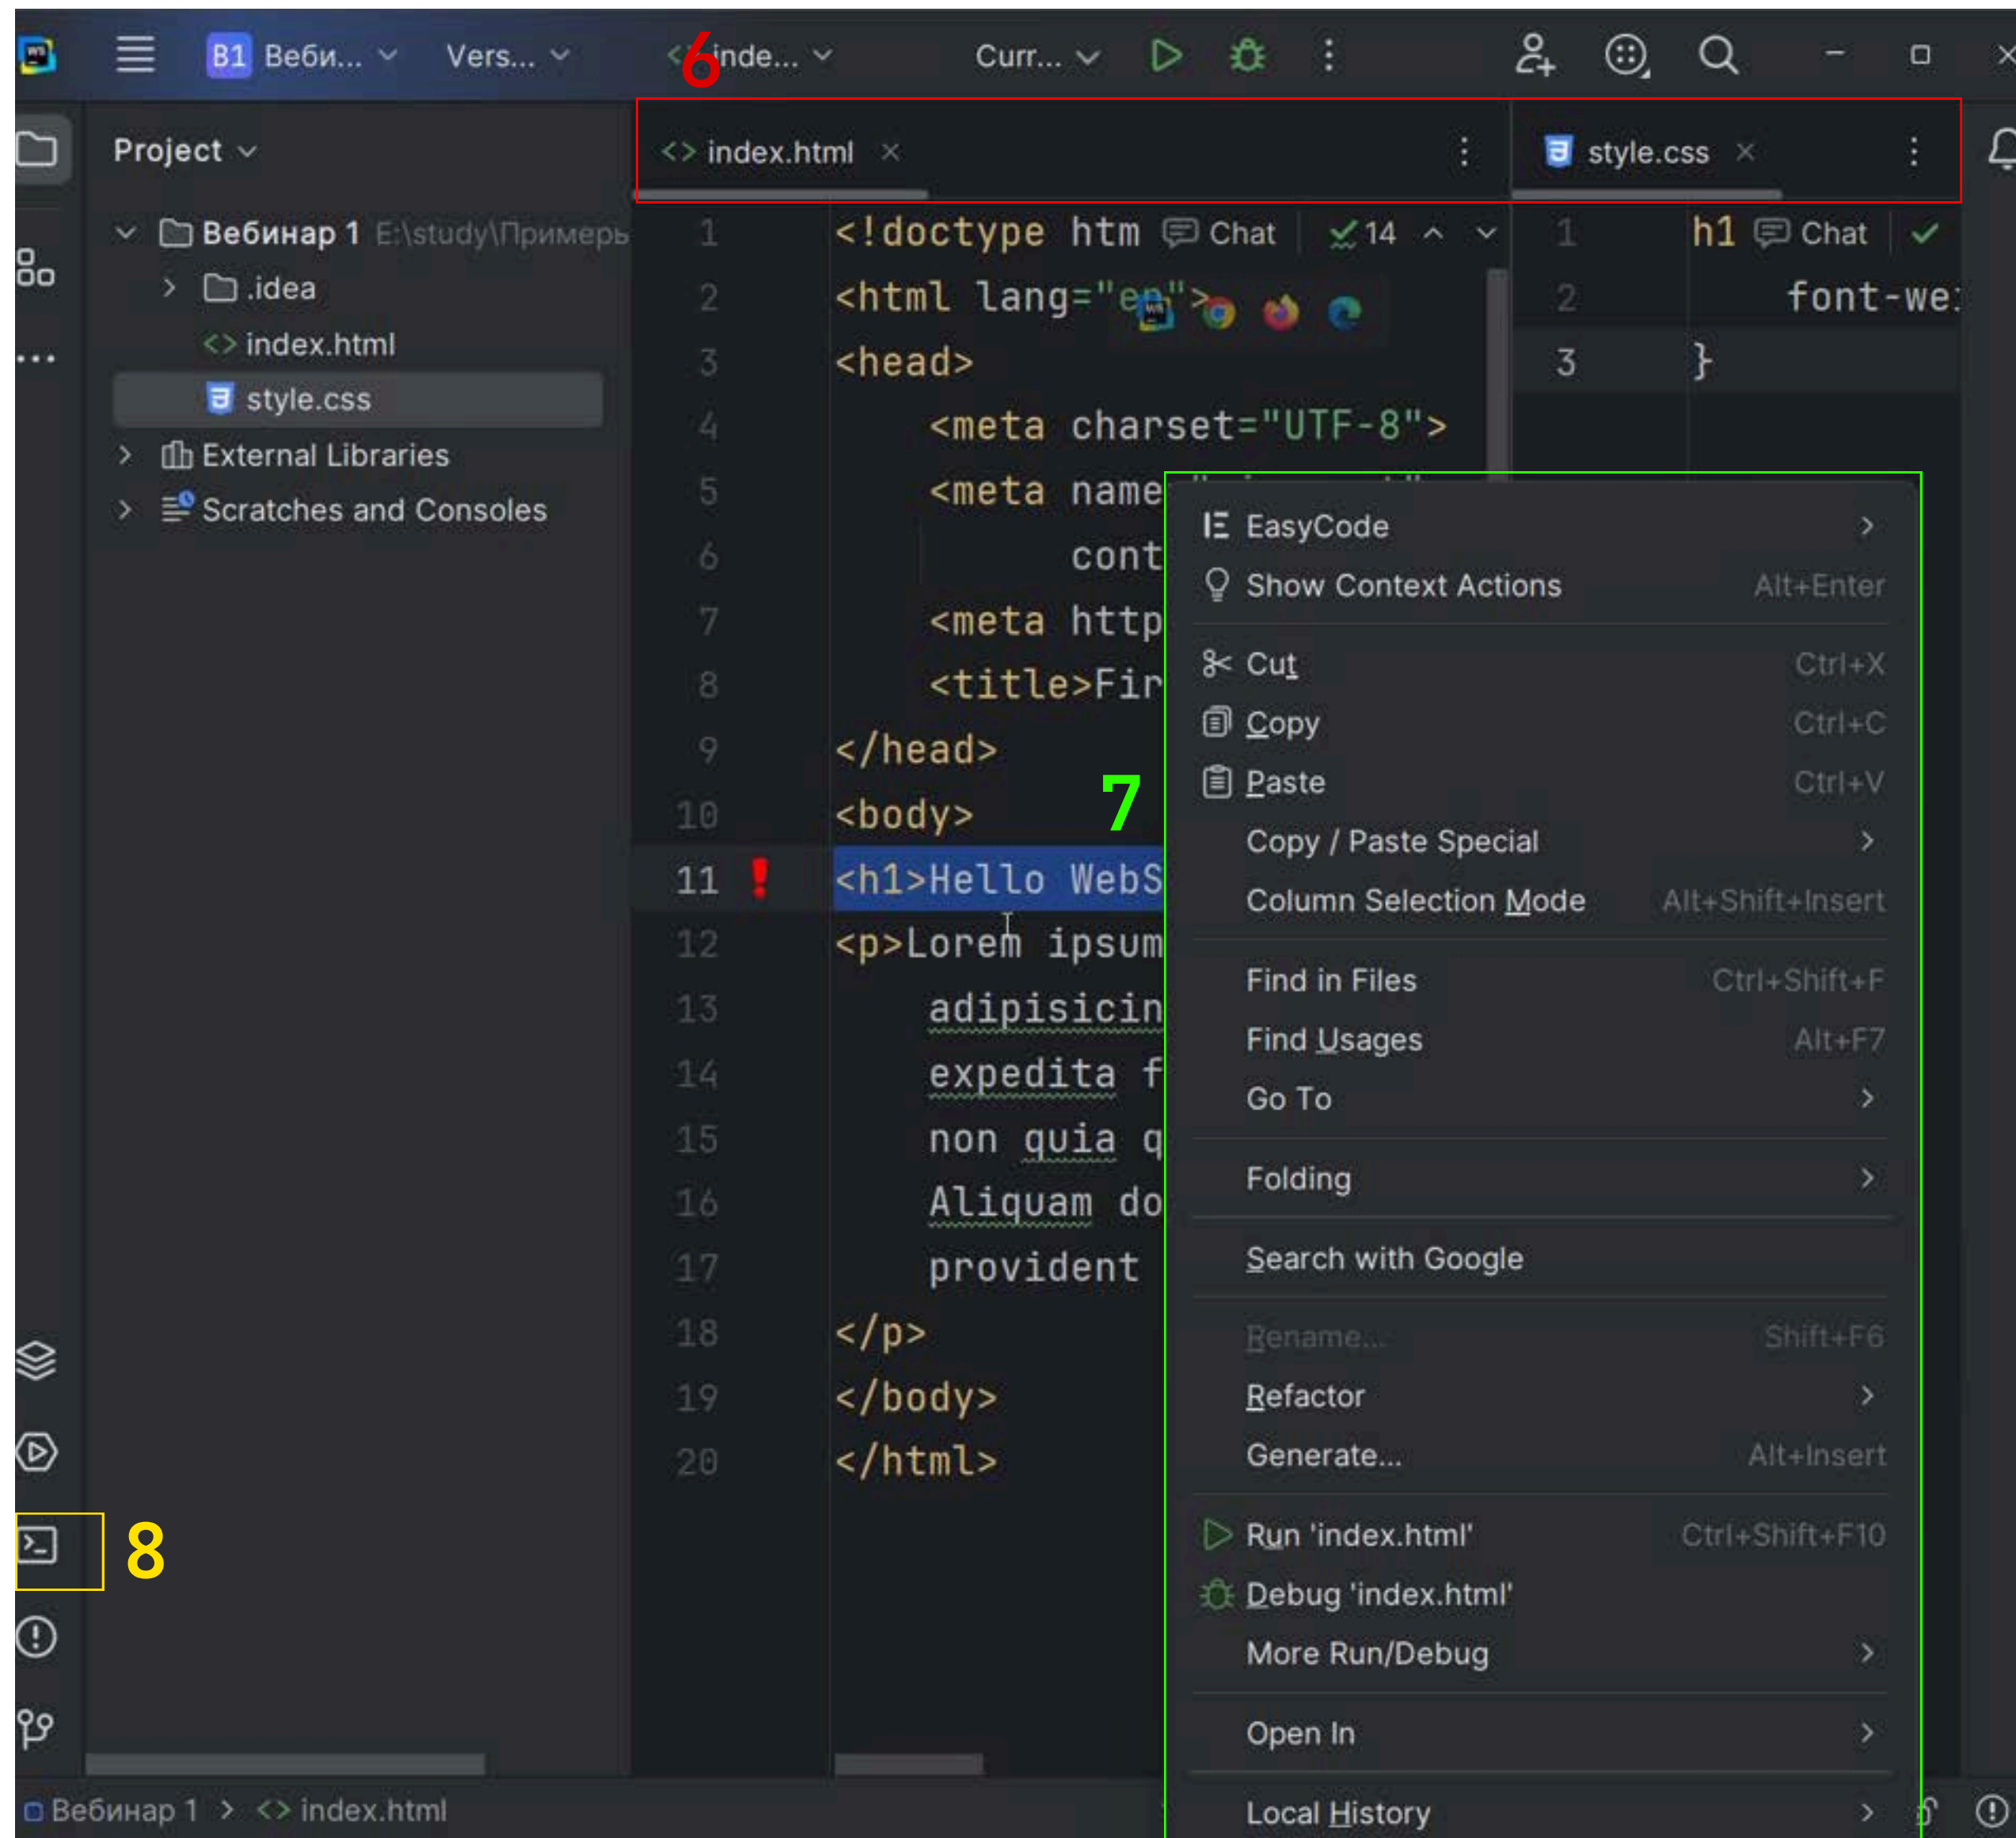 WS B1 Веби... Vers... <> inde... Curr...
6
Project
<> index.html
style.css
Вебинар 1 E:\study\Примерь
.idea
<> index.html
style.css
External Libraries
Scratches and Consoles
1 <!doctype htm Chat 14
2 <html lang="en">
3 <head>
4 <meta charset="UTF-8">
5 <meta name
6 cont
7 <meta http
8 <title>Fir
9 </head>
10 <body>
11 ! <h1>Hello WebS
12 <p>Lorem ipsum
13 adipisicin
14 expedita f
15 non quia q
16 Aliquam do
17 provident
18 </p>
19 </body>
20 </html>
1 h1 Chat
2 font-we
3 }
7
EasyCode
Show Context Actions Alt+Enter
Cut Ctrl+X
Copy Ctrl+C
Paste Ctrl+V
Copy / Paste Special
Column Selection Mode Alt+Shift+Insert
Find in Files Ctrl+Shift+F
Find Usages Alt+F7
Go To
Folding
Search with Google
Rename... Shift+F6
Refactor
Generate... Alt+Insert
Run 'index.html' Ctrl+Shift+F10
Debug 'index.html'
More Run/Debug
Open In
Local History
8
Вебинар 1 > <> index.html